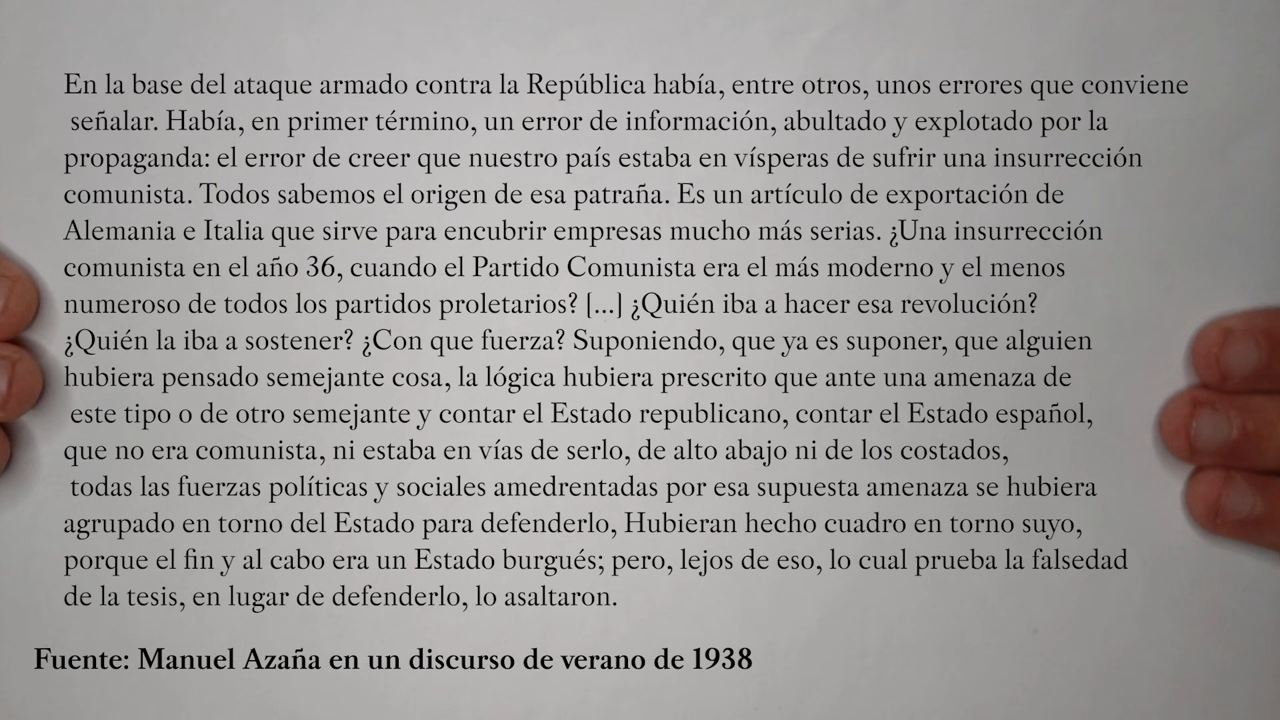 En la base del ataque armado contra la República había, entre otros, unos errores que conviene
señalar. Había, en primer término, un error de información, abultado y explotado por la
propaganda: el error de creer que nuestro país estaba en vísperas de sufrir una insurrección
comunista. Todos sabemos el origen de esa patraña. Es un artículo de exportación de
Alemania e Italia que sirve para encubrir empresas mucho más serias. ¿Una insurrección
comunista en el año 36, cuando el Partido Comunista era el más moderno y el menos
numeroso de todos los partidos proletarios? [...] ¿Quién iba a hacer esa revolución?
¿Quién la iba a sostener? ¿Con que fuerza? Suponiendo, que ya es suponer, que alguien
hubiera pensado semejante cosa, la lógica hubiera prescrito que ante una amenaza de
este tipo o de otro semejante y contar el Estado republicano, contar el Estado español,
que no era comunista, ni estaba en vías de serlo, de alto abajo ni de los costados,
todas las fuerzas políticas y sociales amedrentadas por esa supuesta amenaza se hubiera
agrupado en torno del Estado para defenderlo, Hubieran hecho cuadro en torno suyo,
porque el fin y al cabo era un Estado burgués; pero, lejos de eso, lo cual prueba la falsedad
de la tesis, en lugar de defenderlo, lo asaltaron.
Fuente: Manuel Azaña en un discurso de verano de 1938